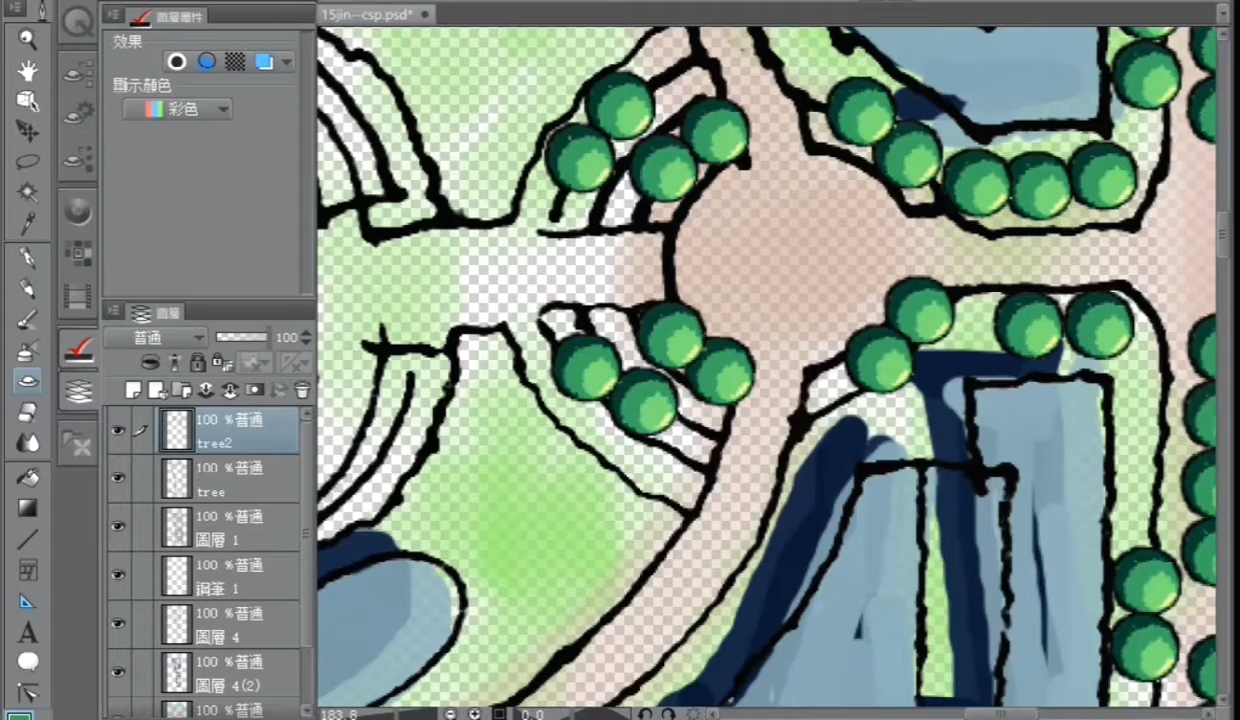 15jin--csp.psd*
圖層屬性
效果
顯示顏色
彩色
圖層
普通 100
100 %普通
tree2
100 %普通
tree
100 %普通
圖層 1
100 %普通
鋼筆 1
100 %普通
圖層 4
100 %普通
圖層 4(2)
100 %普通
183.8 0.0